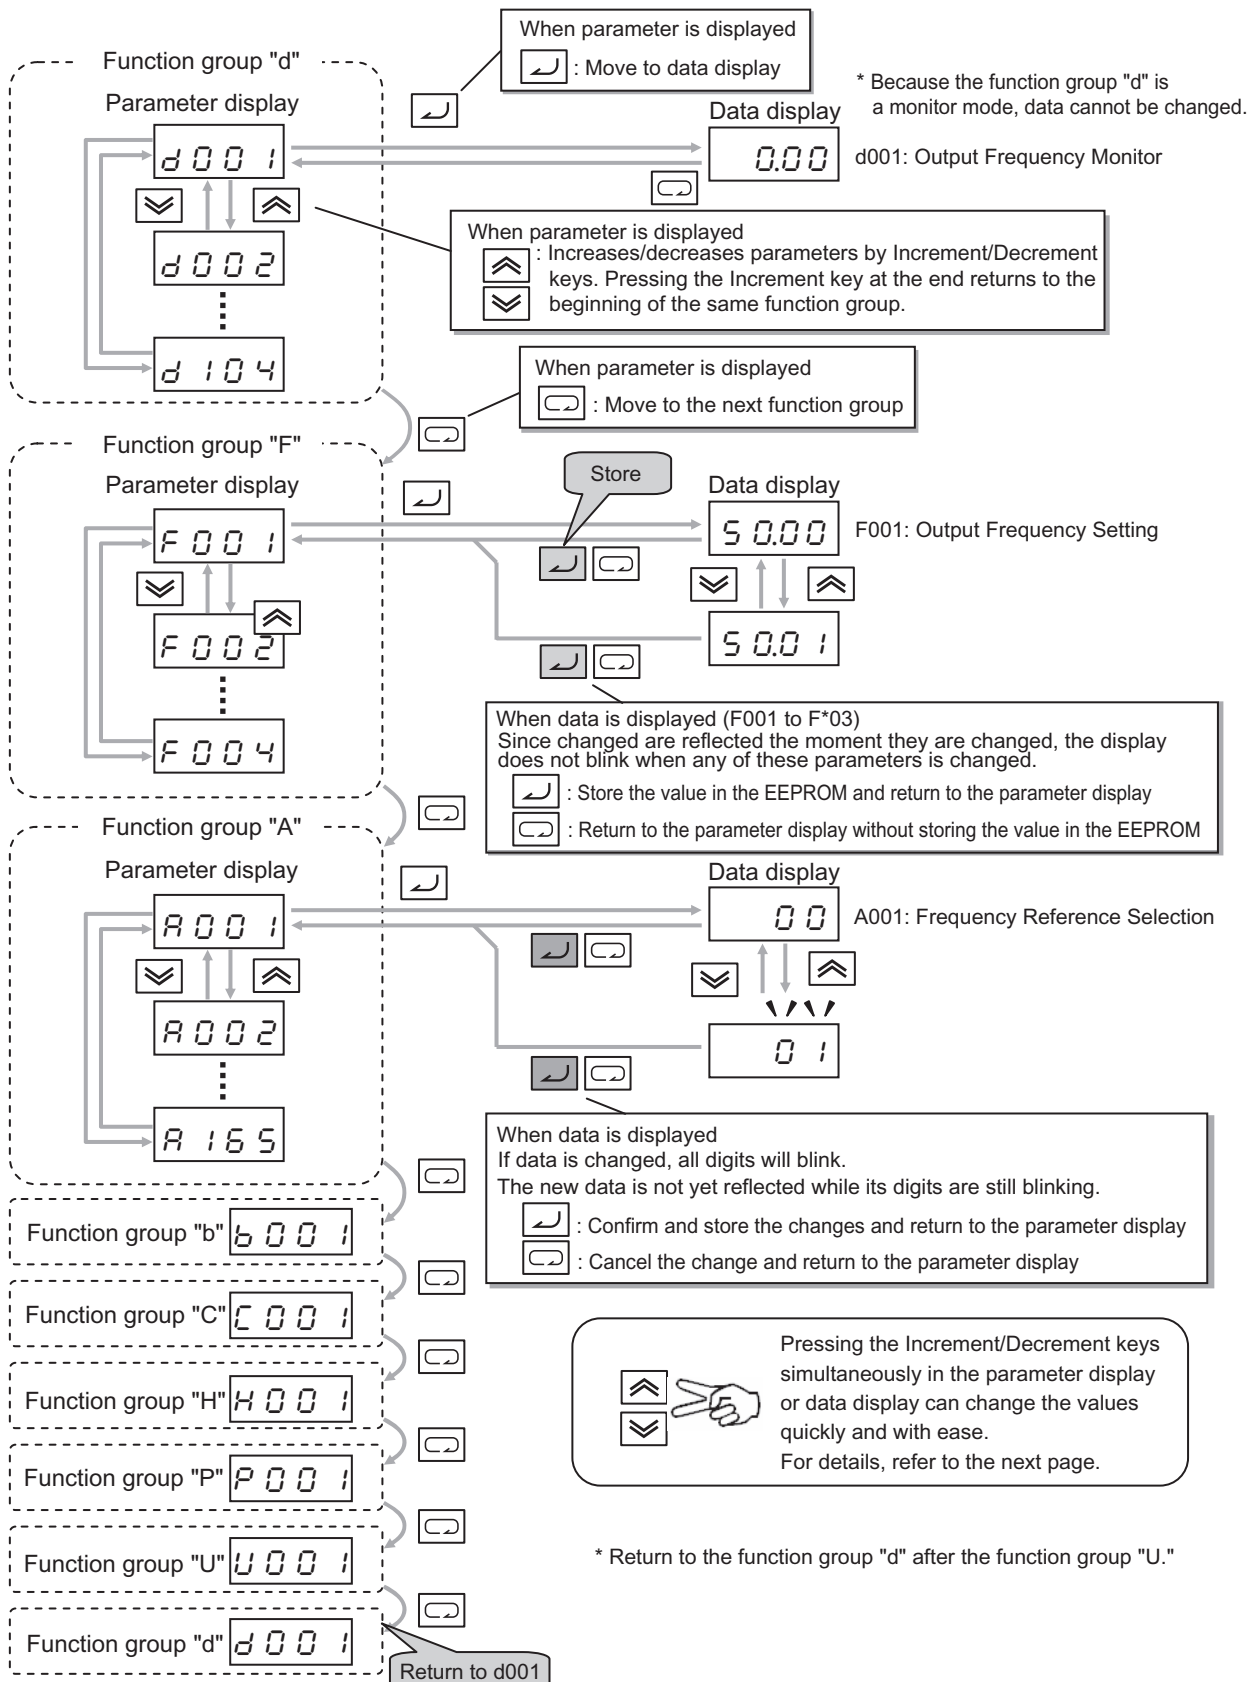 When parameter is displayed
: Move to data display
Function group "d"
Parameter display
* Because the function group "d" is
a monitor mode, data cannot be changed.
Data display
d001
0.00
d001: Output Frequency Monitor
When parameter is displayed
: Increases/decreases parameters by Increment/Decrement
keys. Pressing the Increment key at the end returns to the
beginning of the same function group.
d002
d104
When parameter is displayed
: Move to the next function group
Function group "F"
Parameter display
Store
Data display
F001
50.00
F001: Output Frequency Setting
F002
50.01
F004
When data is displayed (F001 to F*03)
Since changed are reflected the moment they are changed, the display
does not blink when any of these parameters is changed.
: Store the value in the EEPROM and return to the parameter display
: Return to the parameter display without storing the value in the EEPROM
Function group "A"
Parameter display
Data display
A001
00
A001: Frequency Reference Selection
A002
01
A165
When data is displayed
If data is changed, all digits will blink.
The new data is not yet reflected while its digits are still blinking.
: Confirm and store the changes and return to the parameter display
: Cancel the change and return to the parameter display
Function group "b" b001
Function group "C" C001
Function group "H" H001
Function group "P" P001
Function group "U" U001
Function group "d" d001
Return to d001
Pressing the Increment/Decrement keys
simultaneously in the parameter display
or data display can change the values
quickly and with ease.
For details, refer to the next page.
* Return to the function group "d" after the function group "U."